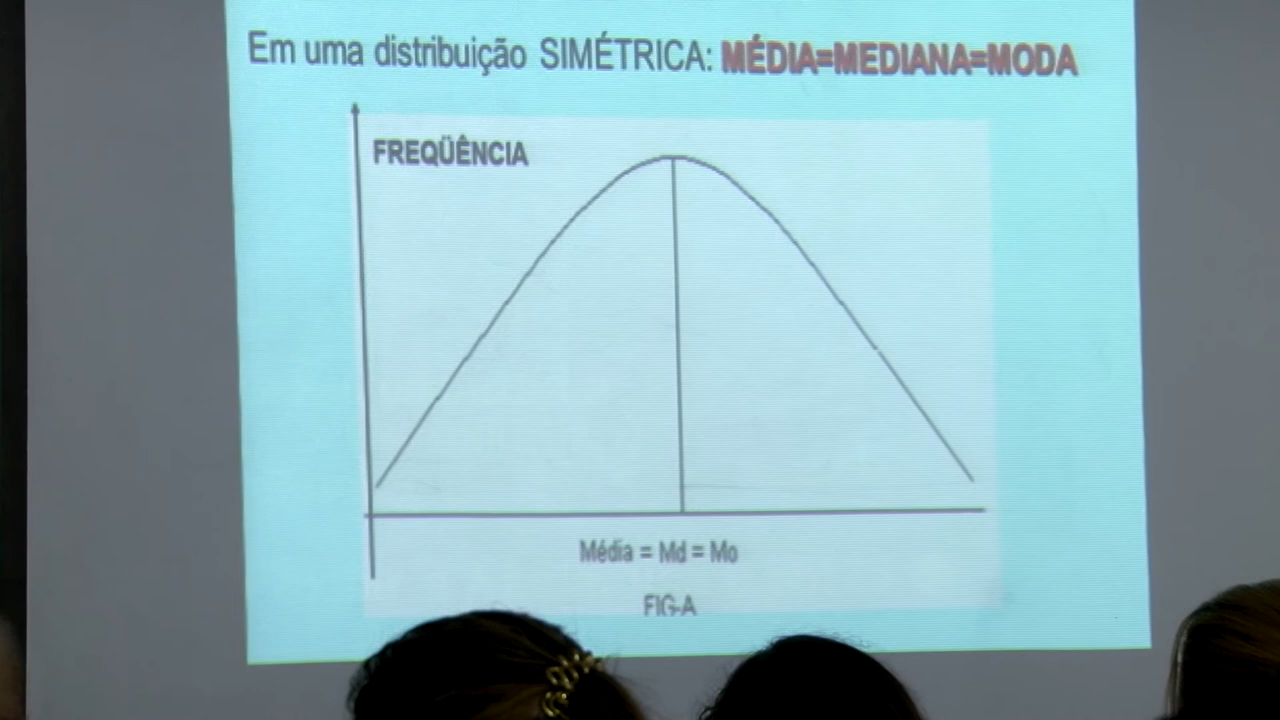 Em uma distribuição SIMÉTRICA: MÉDIA=MEDIANA=MODA
FREQÜÊNCIA
Média = Md = Mo
FIG-A